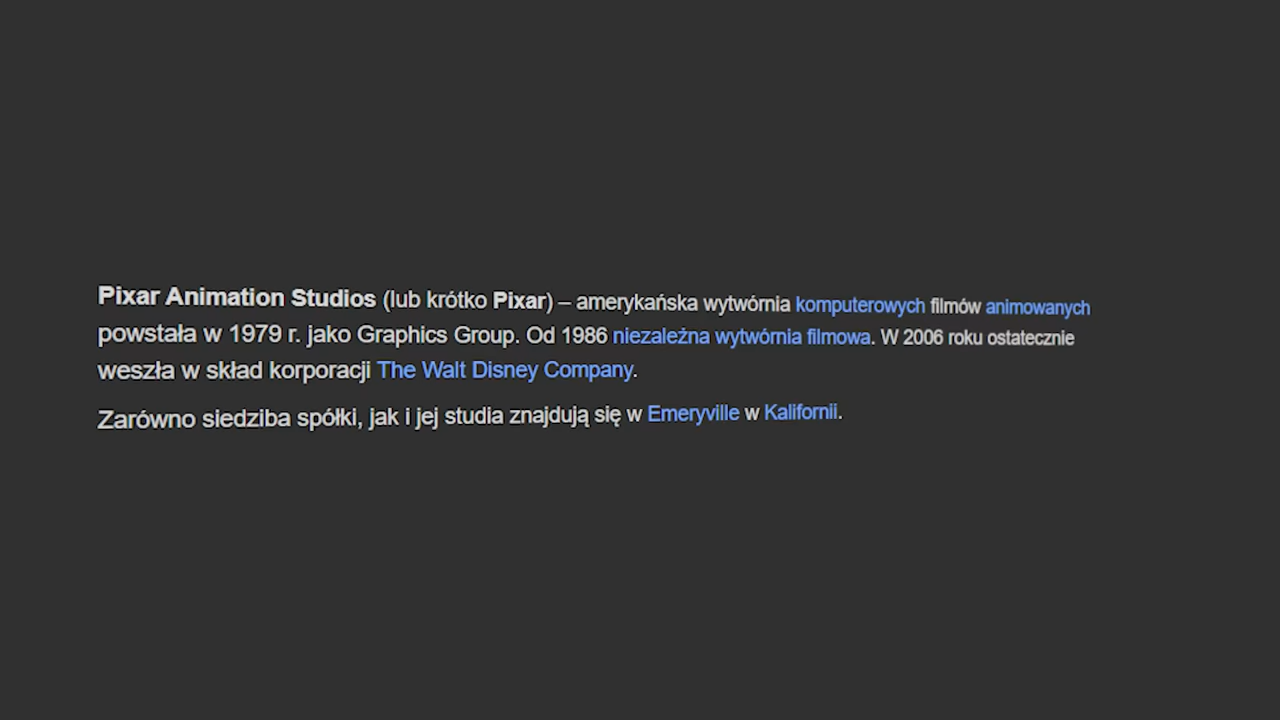 Pixar Animation Studios (lub krótko Pixar) – amerykańska wytwórnia komputerowych filmów animowanych
powstała w 1979 r. jako Graphics Group. Od 1986 niezależna wytwórnia filmowa. W 2006 roku ostatecznie
weszła w skład korporacji The Walt Disney Company.
Zarówno siedziba spółki, jak i jej studia znajdują się w Emeryville w Kalifornii.